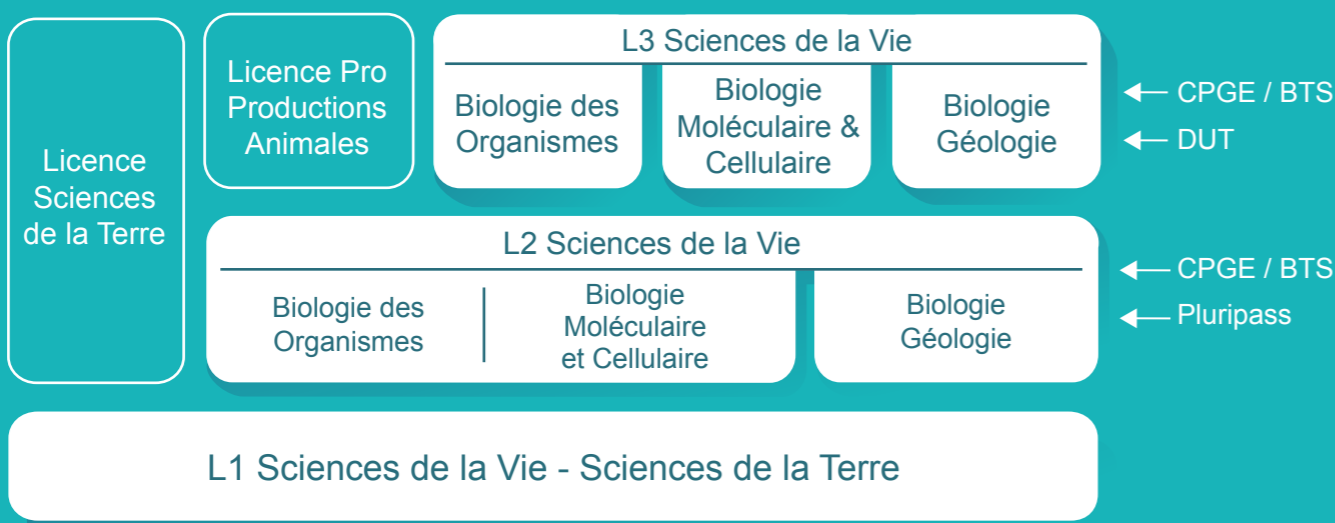 Licence
Sciences
de la Terre
Licence Pro
Productions
Animales
L3 Sciences de la Vie
Biologie des
Organismes
Biologie
Moléculaire &
Cellulaire
Biologie
Géologie
CPGE / BTS
DUT
L2 Sciences de la Vie
Biologie des
Organismes
Biologie
Moléculaire
et Cellulaire
Biologie
Géologie
CPGE / BTS
Pluripass
L1 Sciences de la Vie - Sciences de la Terre